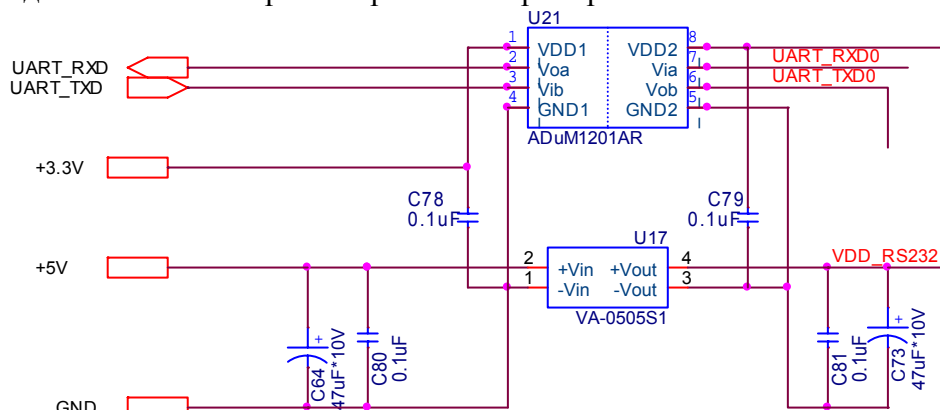 U21
1 VDD1 VDD2 8
UART_RXD 2 Voa Via 7 UART_RXD0
UART_TXD 3 Vib Vob 6 UART_TXD0
4 GND1 GND2 5
ADuM1201AR
+3.3V
C78
0.1uF
C79
0.1uF
U17
+5V 2 +Vin +Vout 4 VDD_RS232
1 -Vin -Vout 3
VA-0505S1
C64
47uF*10V
C80
0.1uF
C81
0.1uF
C73
47uF*10V
GND